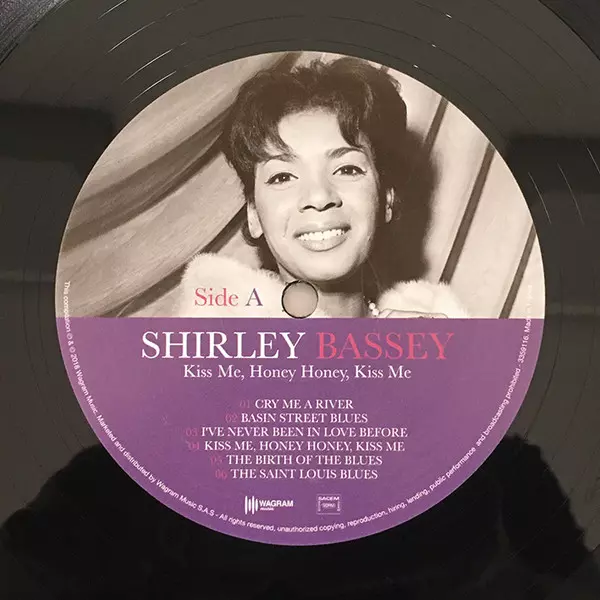 Side A
SHIRLEY BASSEY
Kiss Me, Honey Honey, Kiss Me
01 CRY ME A RIVER
02 BASIN STREET BLUES
03 I'VE NEVER BEEN IN LOVE BEFORE
04 KISS ME, HONEY HONEY, KISS ME
05 THE BIRTH OF THE BLUES
06 THE SAINT LOUIS BLUES
WAGRAM
SACEM
This compilation ℗ & © 2018 Wagram Music. Marketed and distributed by Wagram Music S.A.S - All rights reserved, unauthorized copying, reproduction, hiring, lending, public performance and broadcasting prohibited - 3359116, Made in